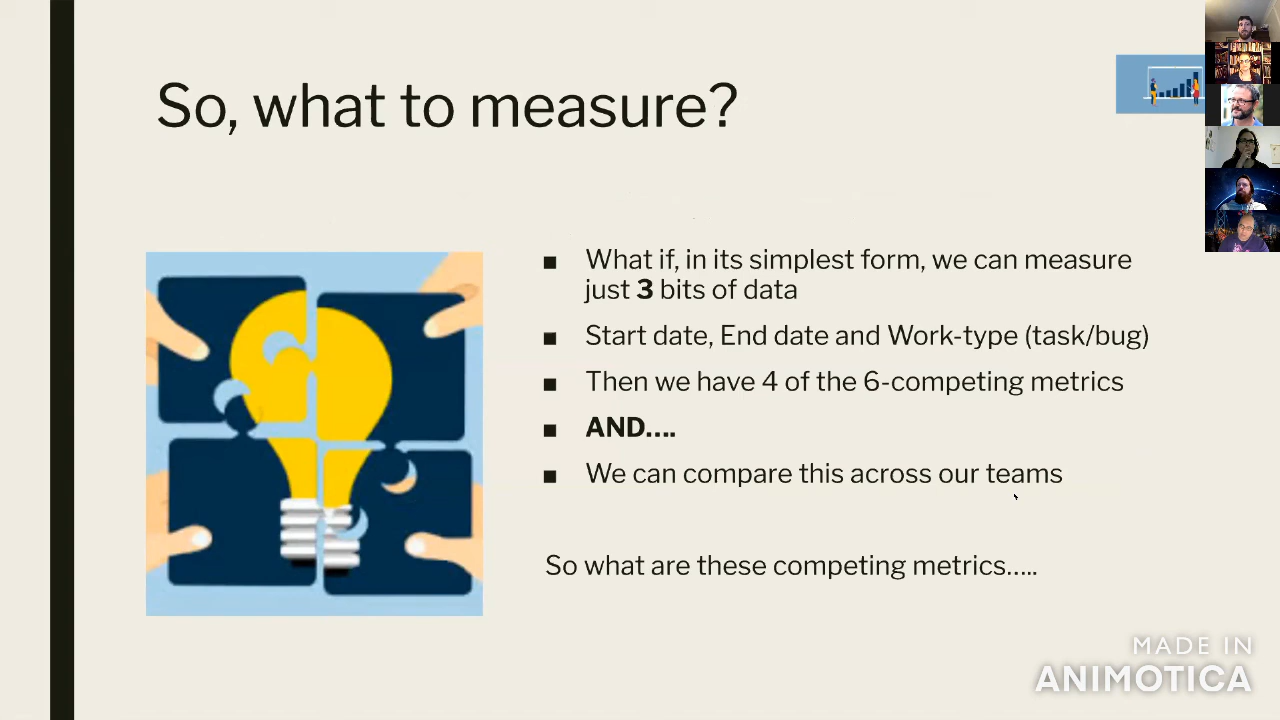 So, what to measure?
■ What if, in its simplest form, we can measure
just 3 bits of data
■ Start date, End date and Work-type (task/bug)
■ Then we have 4 of the 6-competing metrics
■ AND....
■ We can compare this across our teams
So what are these competing metrics.....
MADE IN
ANIMOTICA